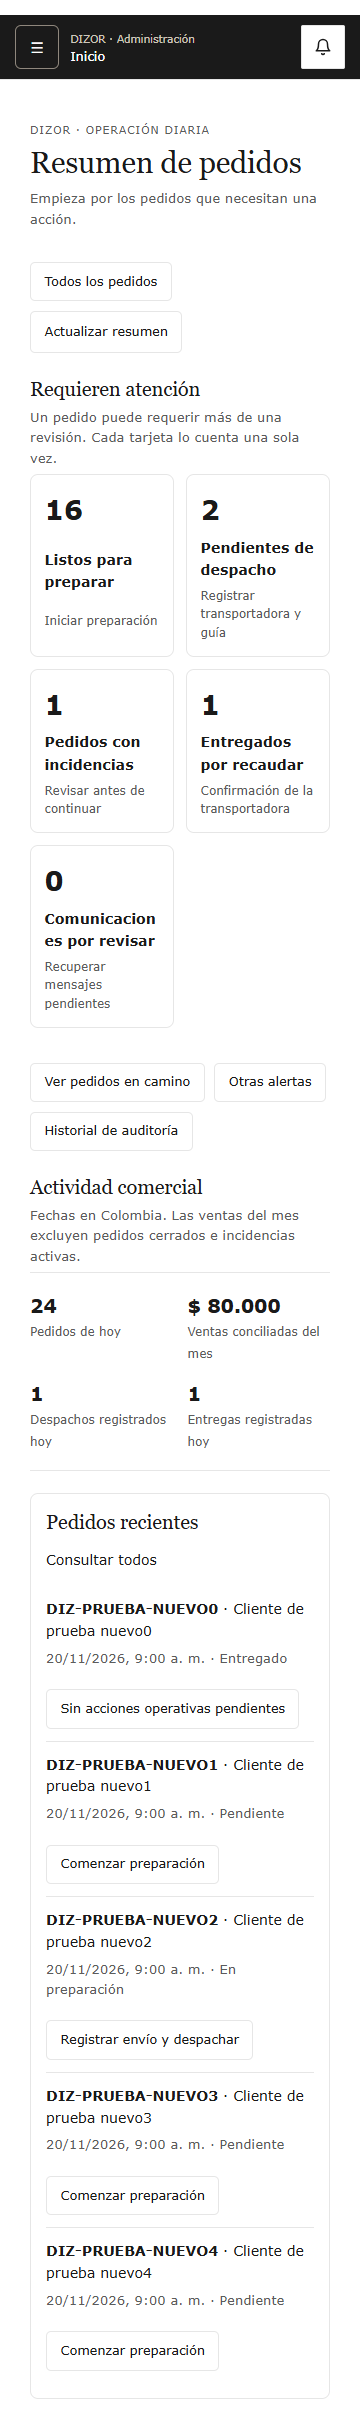 ☰
DIZOR · Administración
Inicio
DIZOR · OPERACIÓN DIARIA
Resumen de pedidos
Empieza por los pedidos que necesitan una
acción.
Todos los pedidos
Actualizar resumen
Requieren atención
Un pedido puede requerir más de una
revisión. Cada tarjeta lo cuenta una sola
vez.
16
Listos para
preparar
Iniciar preparación
2
Pendientes de
despacho
Registrar
transportadora y
guía
1
Pedidos con
incidencias
Revisar antes de
continuar
1
Entregados
por recaudar
Confirmación de la
transportadora
0
Comunicacion
es por revisar
Recuperar
mensajes
pendientes
Ver pedidos en camino
Otras alertas
Historial de auditoría
Actividad comercial
Fechas en Colombia. Las ventas del mes
excluyen pedidos cerrados e incidencias
activas.
24
Pedidos de hoy
$ 80.000
Ventas conciliadas del
mes
1
Despachos registrados
hoy
1
Entregas registradas
hoy
Pedidos recientes
Consultar todos
DIZ-PRUEBA-NUEVO0 · Cliente de
prueba nuevo0
20/11/2026, 9:00 a. m. · Entregado
Sin acciones operativas pendientes
DIZ-PRUEBA-NUEVO1 · Cliente de
prueba nuevo1
20/11/2026, 9:00 a. m. · Pendiente
Comenzar preparación
DIZ-PRUEBA-NUEVO2 · Cliente de
prueba nuevo2
20/11/2026, 9:00 a. m. · En
preparación
Registrar envío y despachar
DIZ-PRUEBA-NUEVO3 · Cliente de
prueba nuevo3
20/11/2026, 9:00 a. m. · Pendiente
Comenzar preparación
DIZ-PRUEBA-NUEVO4 · Cliente de
prueba nuevo4
20/11/2026, 9:00 a. m. · Pendiente
Comenzar preparación